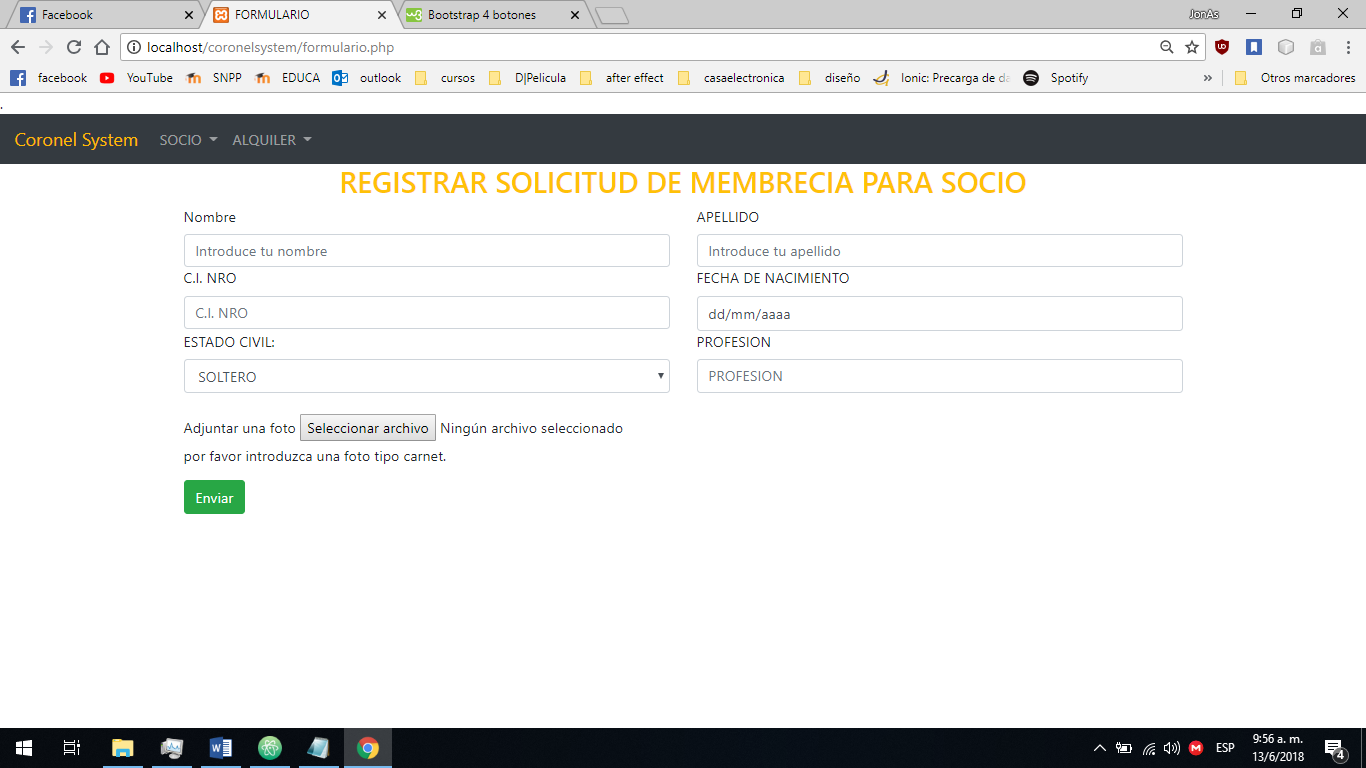 Facebook
FORMULARIO
Bootstrap 4 botones
JonAs
localhost/coronelsystem/formulario.php
facebook YouTube SNPP EDUCA outlook cursos D|Pelicula after effect casaelectronica diseño Ionic: Precarga de da Spotify » Otros marcadores
.
Coronel System SOCIO ALQUILER
REGISTRAR SOLICITUD DE MEMBRECIA PARA SOCIO
Nombre
Introduce tu nombre
APELLIDO
Introduce tu apellido
C.I. NRO
C.I. NRO
FECHA DE NACIMIENTO
dd/mm/aaaa
ESTADO CIVIL:
SOLTERO
PROFESION
PROFESION
Adjuntar una foto Seleccionar archivo Ningún archivo seleccionado
por favor introduzca una foto tipo carnet.
Enviar
ESP
9:56 a. m.
13/6/2018
4